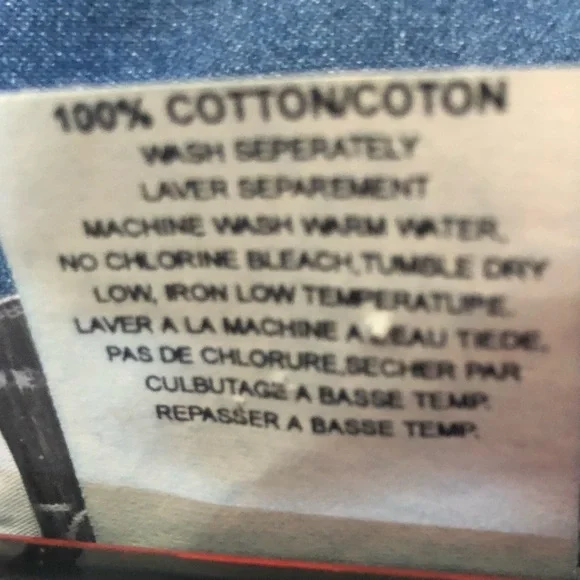 100% COTTON/COTON
WASH SEPERATELY
LAVER SEPAREMENT
MACHINE WASH WARM WATER,
NO CHLORINE BLEACH,TUMBLE DRY
LOW, IRON LOW TEMPERATURE.
LAVER A LA MACHINE A L'EAU TIEDE,
PAS DE CHLORURE,SECHER PAR
CULBUTAGE A BASSE TEMP.
REPASSER A BASSE TEMP.